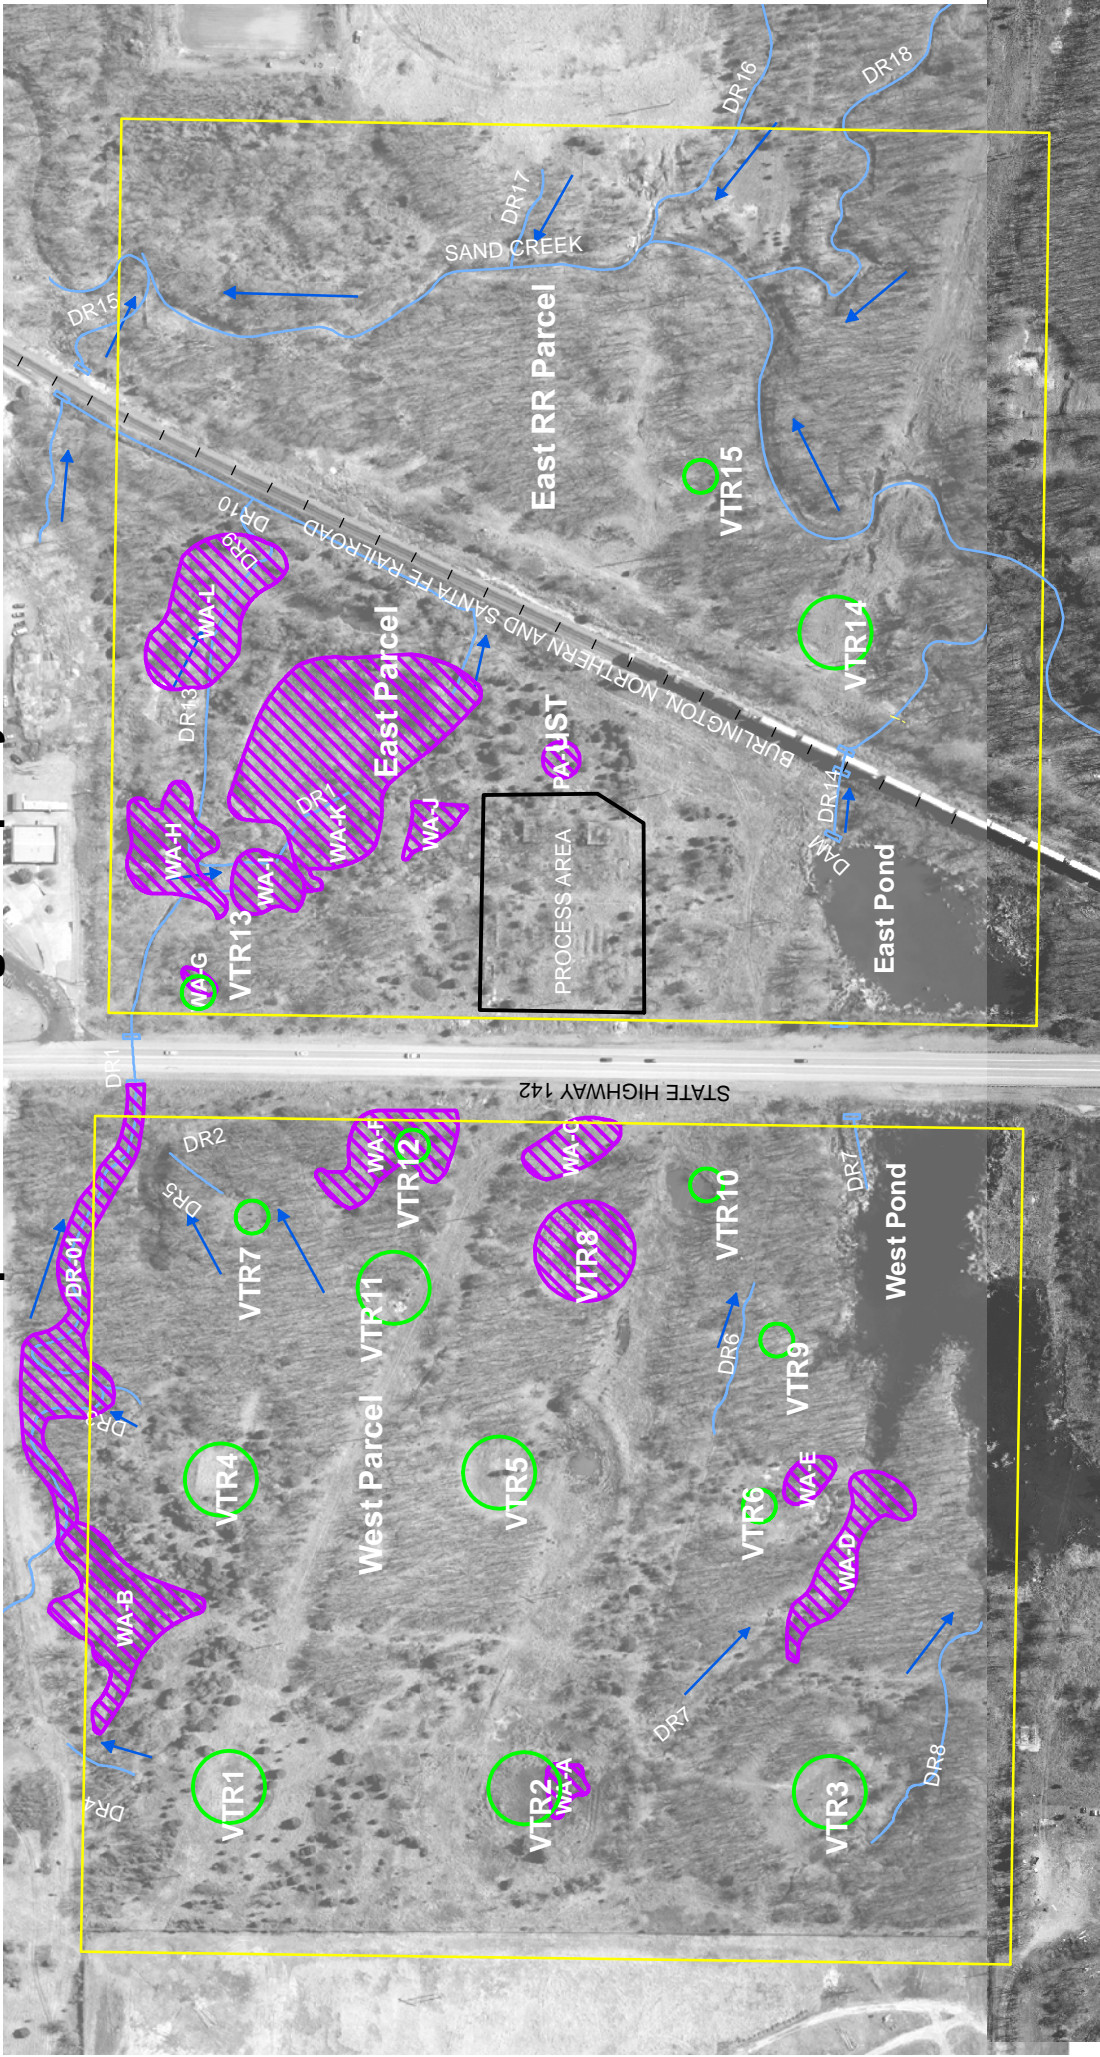 DR16
DR18
DR17
SAND CREEK
DR15
East RR Parcel
VTR15
DR10
DR9
BURLINGTON, NORTHERN AND SANTA FE RAILROAD
WA-L
East Parcel
VTR14
DR13
PA-UST
DR14
DAM
WA-H
DR1
WA-K
WA-J
WA-I
PROCESS AREA
East Pond
VTR13
WA-G
DR1
STATE HIGHWAY 142
DR2
DR5
WA-F
VTR12
WA-C
DR7
VTR10
West Pond
DR-01
VTR7
VTR11
VTR8
DR6
VTR9
DR3
West Parcel
VTR4
VTR5
VTR6
WA-E
WA-D
WA-B
DR7
DR8
DR4
VTR1
VTR2
WA-A
VTR3